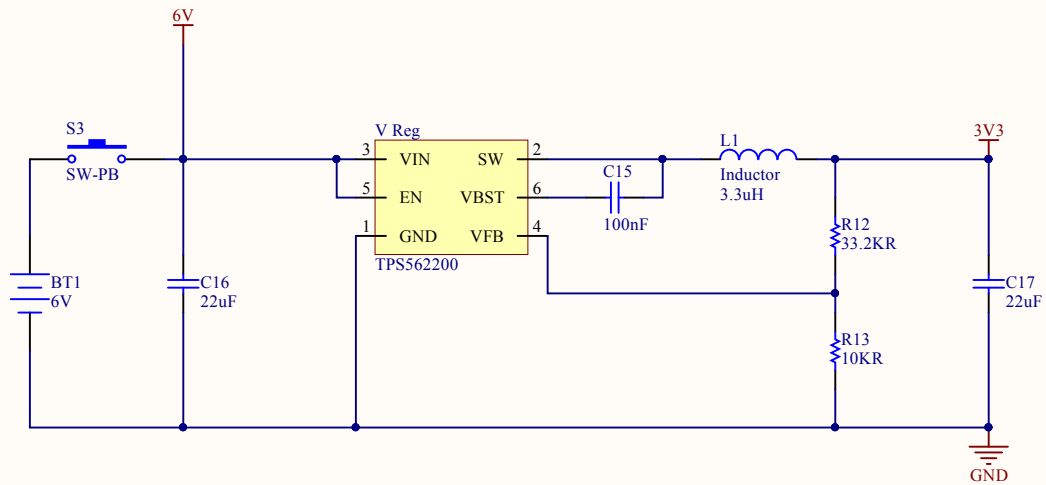 6V
S3
SW-PB
BT1
6V
C16
22uF
V Reg
3
VIN
SW
2
5
EN
VBST
6
1
GND
VFB
4
TPS562200
C15
100nF
L1
Inductor
3.3uH
3V3
R12
33.2KR
R13
10KR
C17
22uF
GND